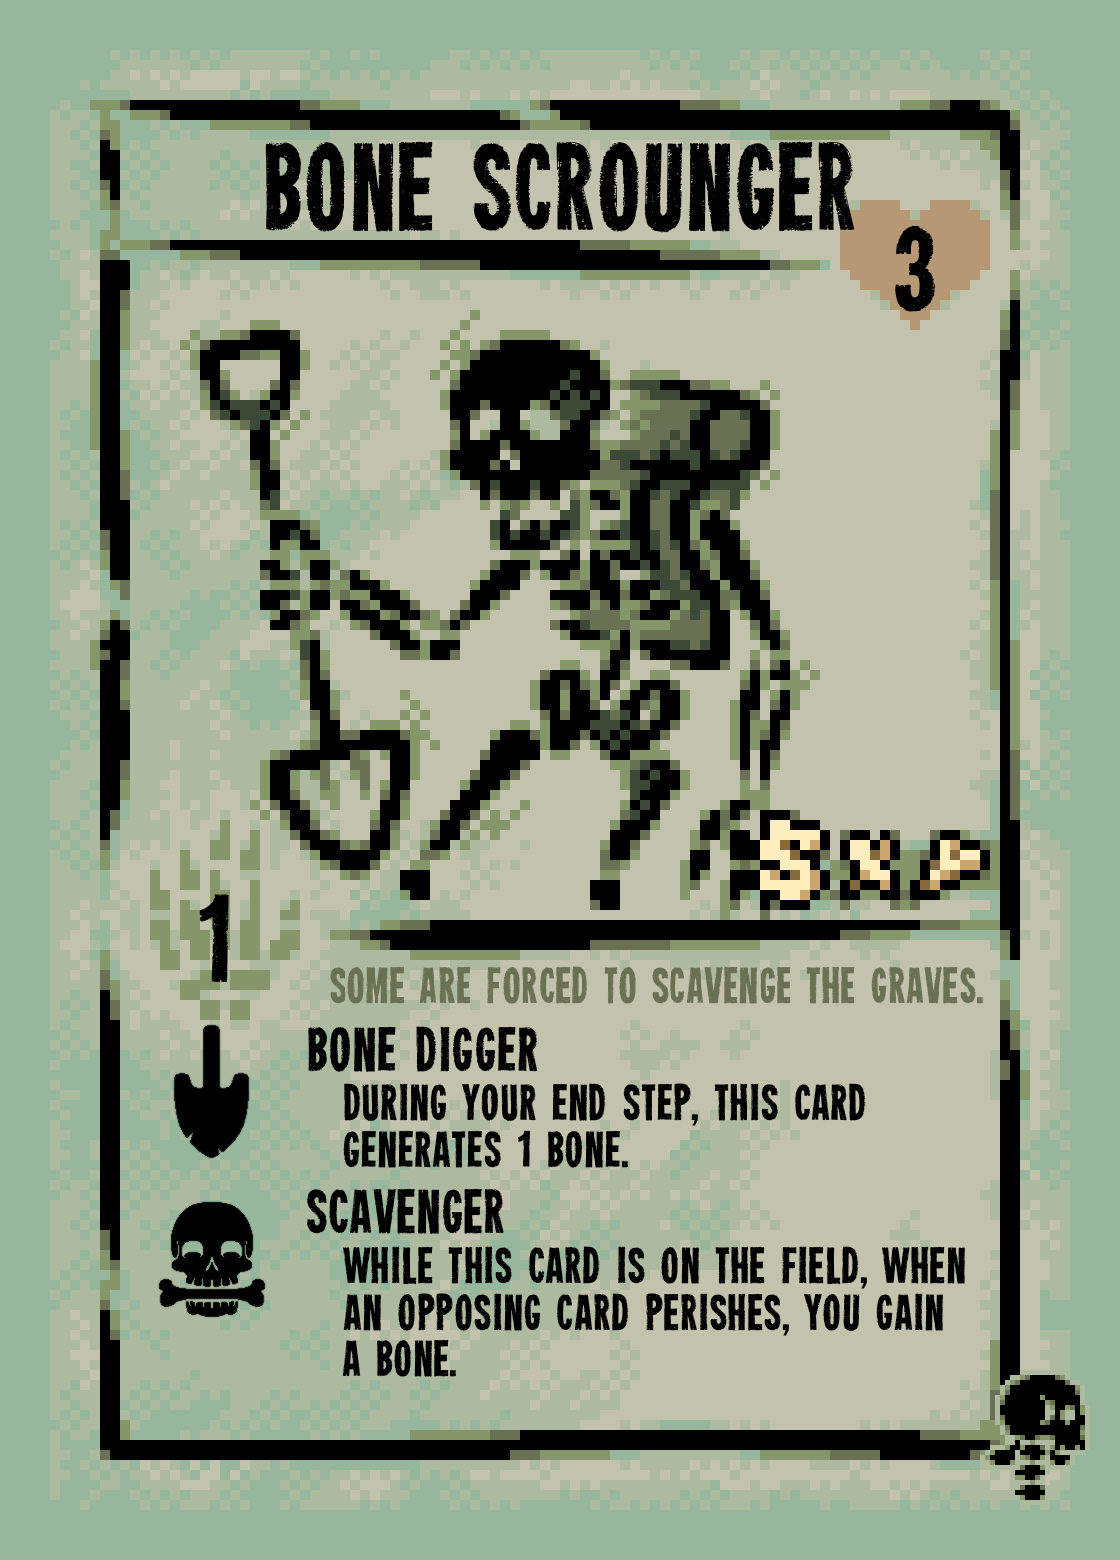 BONE SCROUNGER
3
5 X
1
SOME ARE FORCED TO SCAVENGE THE GRAVES.
BONE DIGGER
DURING YOUR END STEP, THIS CARD
GENERATES 1 BONE.
SCAVENGER
WHILE THIS CARD IS ON THE FIELD, WHEN
AN OPPOSING CARD PERISHES, YOU GAIN
A BONE.